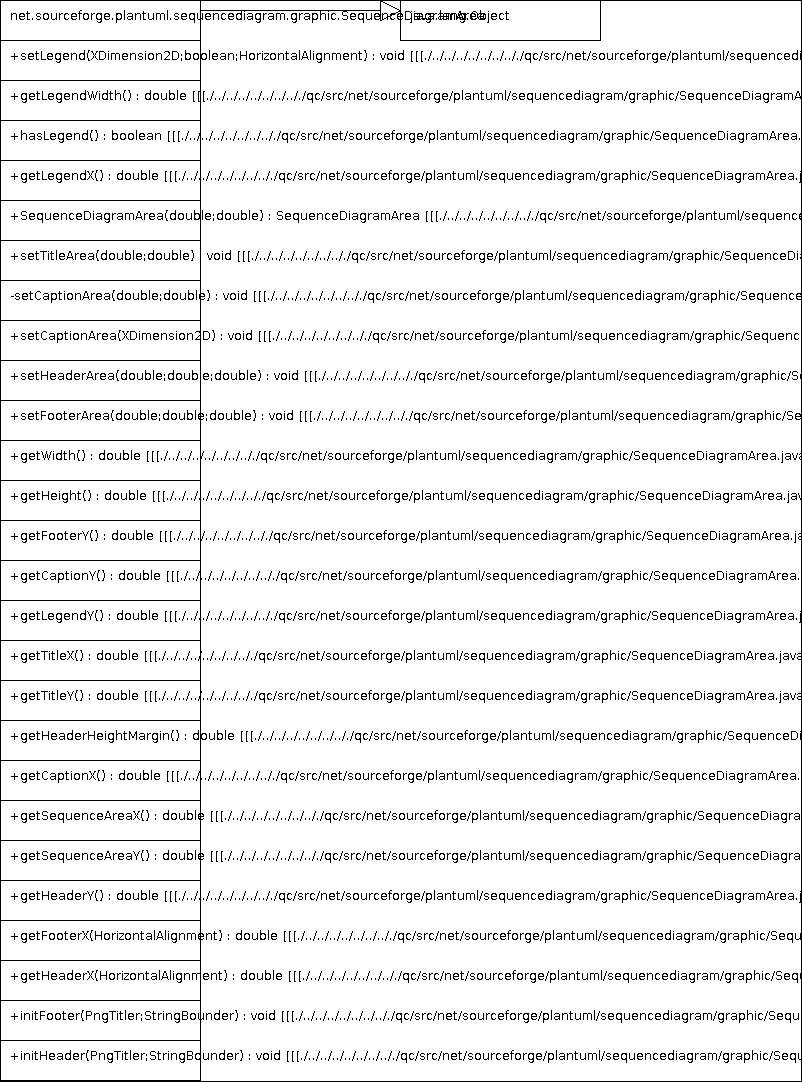 net.sourceforge.plantuml.sequencediagram.graphic.SequenceDiagramArea java.lang.Object
+setLegend(XDimension2D;boolean;HorizontalAlignment) : void [[[./../../../../../../../qc/src/net/sourceforge/plantuml/sequencedi
+getLegendWidth() : double [[[./../../../../../../../qc/src/net/sourceforge/plantuml/sequencediagram/graphic/SequenceDiagramA
+hasLegend() : boolean [[[./../../../../../../../qc/src/net/sourceforge/plantuml/sequencediagram/graphic/SequenceDiagramArea.
+getLegendX() : double [[[./../../../../../../../qc/src/net/sourceforge/plantuml/sequencediagram/graphic/SequenceDiagramArea.j
+SequenceDiagramArea(double;double) : SequenceDiagramArea [[[./../../../../../../../qc/src/net/sourceforge/plantuml/sequence
+setTitleArea(double;double) : void [[[./../../../../../../../qc/src/net/sourceforge/plantuml/sequencediagram/graphic/SequenceDi
-setCaptionArea(double;double) : void [[[./../../../../../../../qc/src/net/sourceforge/plantuml/sequencediagram/graphic/Sequence
+setCaptionArea(XDimension2D) : void [[[./../../../../../../../qc/src/net/sourceforge/plantuml/sequencediagram/graphic/Sequenc
+setHeaderArea(double;double;double) : void [[[./../../../../../../../qc/src/net/sourceforge/plantuml/sequencediagram/graphic/Se
+setFooterArea(double;double;double) : void [[[./../../../../../../../qc/src/net/sourceforge/plantuml/sequencediagram/graphic/Se
+getWidth() : double [[[./../../../../../../../qc/src/net/sourceforge/plantuml/sequencediagram/graphic/SequenceDiagramArea.java
+getHeight() : double [[[./../../../../../../../qc/src/net/sourceforge/plantuml/sequencediagram/graphic/SequenceDiagramArea.jav
+getFooterY() : double [[[./../../../../../../../qc/src/net/sourceforge/plantuml/sequencediagram/graphic/SequenceDiagramArea.ja
+getCaptionY() : double [[[./../../../../../../../qc/src/net/sourceforge/plantuml/sequencediagram/graphic/SequenceDiagramArea.
+getLegendY() : double [[[./../../../../../../../qc/src/net/sourceforge/plantuml/sequencediagram/graphic/SequenceDiagramArea.j
+getTitleX() : double [[[./../../../../../../../qc/src/net/sourceforge/plantuml/sequencediagram/graphic/SequenceDiagramArea.java
+getTitleY() : double [[[./../../../../../../../qc/src/net/sourceforge/plantuml/sequencediagram/graphic/SequenceDiagramArea.java
+getHeaderHeightMargin() : double [[[./../../../../../../../qc/src/net/sourceforge/plantuml/sequencediagram/graphic/SequenceDi
+getCaptionX() : double [[[./../../../../../../../qc/src/net/sourceforge/plantuml/sequencediagram/graphic/SequenceDiagramArea.
+getSequenceAreaX() : double [[[./../../../../../../../qc/src/net/sourceforge/plantuml/sequencediagram/graphic/SequenceDiagra
+getSequenceAreaY() : double [[[./../../../../../../../qc/src/net/sourceforge/plantuml/sequencediagram/graphic/SequenceDiagra
+getHeaderY() : double [[[./../../../../../../../qc/src/net/sourceforge/plantuml/sequencediagram/graphic/SequenceDiagramArea.j
+getFooterX(HorizontalAlignment) : double [[[./../../../../../../../qc/src/net/sourceforge/plantuml/sequencediagram/graphic/Sequ
+getHeaderX(HorizontalAlignment) : double [[[./../../../../../../../qc/src/net/sourceforge/plantuml/sequencediagram/graphic/Seq
+initFooter(PngTitler;StringBounder) : void [[[./../../../../../../../qc/src/net/sourceforge/plantuml/sequencediagram/graphic/Sequ
+initHeader(PngTitler;StringBounder) : void [[[./../../../../../../../qc/src/net/sourceforge/plantuml/sequencediagram/graphic/Sequ